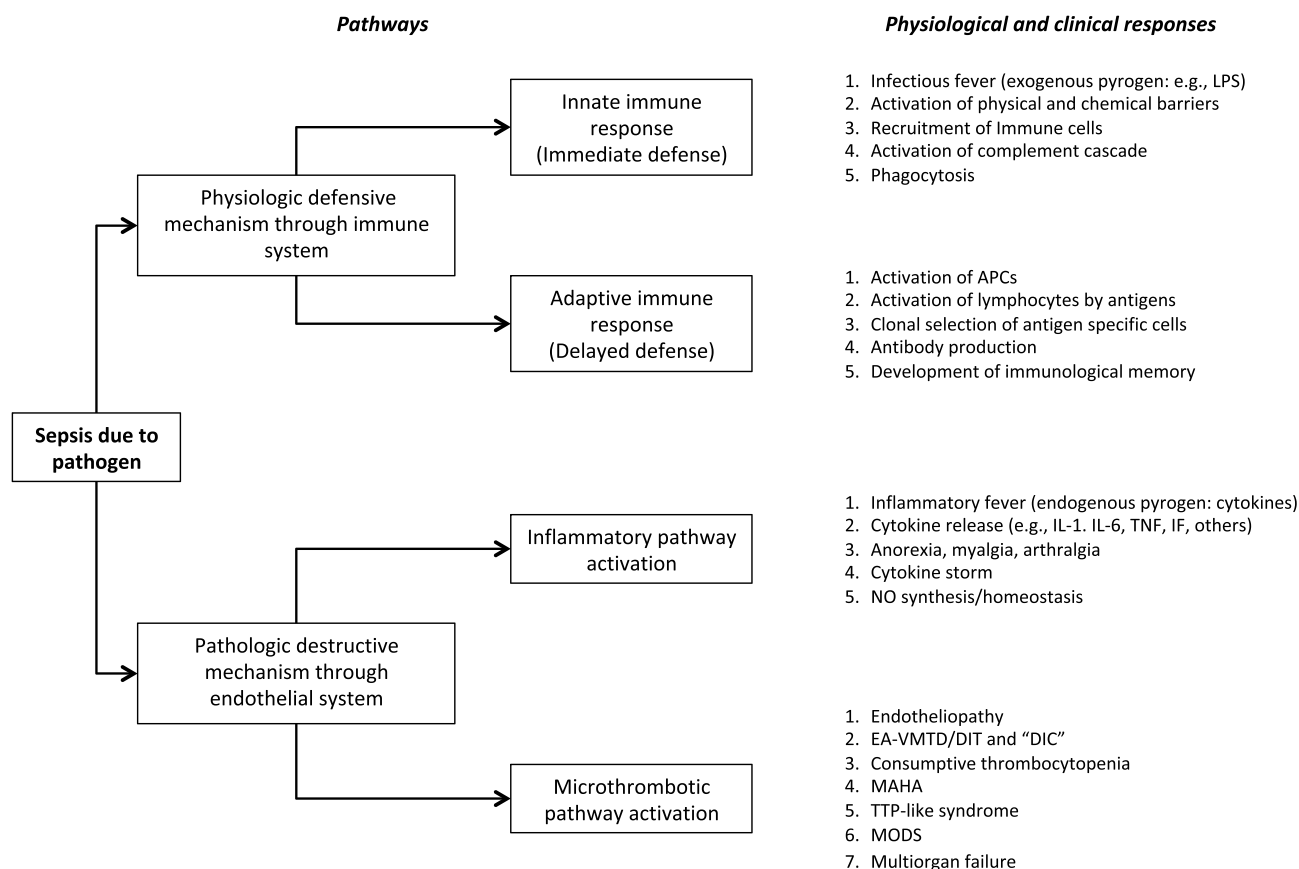 Pathways
Physiological and clinical responses
Innate immune
response
(Immediate defense)
1. Infectious fever (exogenous pyrogen: e.g., LPS)
2. Activation of physical and chemical barriers
3. Recruitment of Immune cells
4. Activation of complement cascade
5. Phagocytosis
Physiologic defensive
mechanism through immune
system
Adaptive immune
response
(Delayed defense)
1. Activation of APCs
2. Activation of lymphocytes by antigens
3. Clonal selection of antigen specific cells
4. Antibody production
5. Development of immunological memory
Sepsis due to
pathogen
Inflammatory pathway
activation
1. Inflammatory fever (endogenous pyrogen: cytokines)
2. Cytokine release (e.g., IL-1. IL-6, TNF, IF, others)
3. Anorexia, myalgia, arthralgia
4. Cytokine storm
5. NO synthesis/homeostasis
Pathologic destructive
mechanism through
endothelial system
Microthrombotic
pathway activation
1. Endotheliopathy
2. EA-VMTD/DIT and “DIC”
3. Consumptive thrombocytopenia
4. MAHA
5. TTP-like syndrome
6. MODS
7. Multiorgan failure